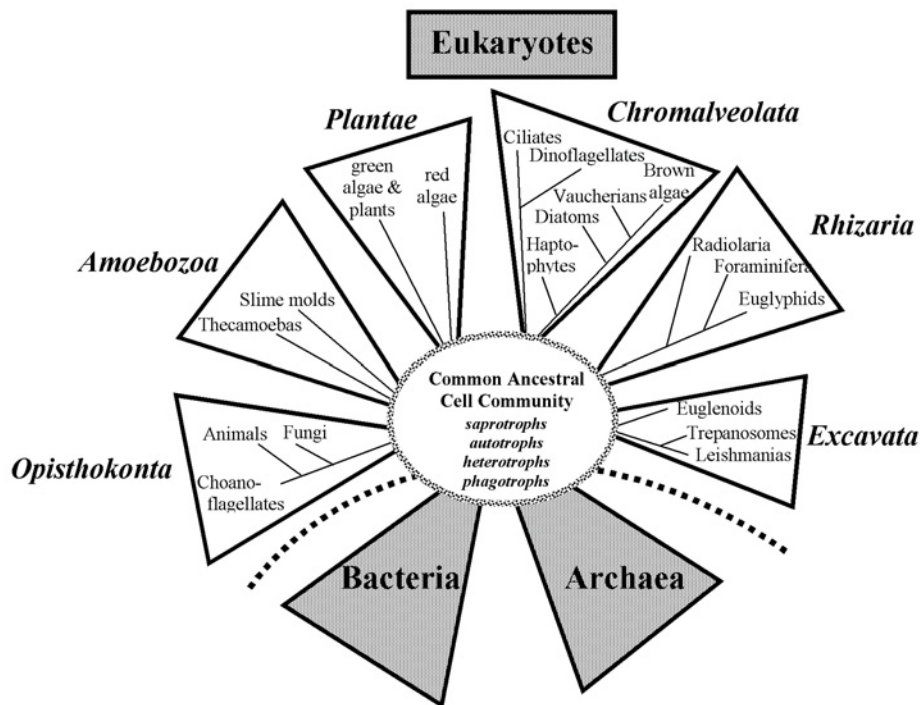 Eukaryotes
Plantae
Chromalveolata
Ciliates
Dinoflagellates
green
algae &
plants
red
algae
Vaucherians
Brown
algae
Diatoms
Hapto-
phytes
Rhizaria
Radiolaria
Foraminifera
Euglyphids
Amoebozoa
Slime molds
Thecamoebas
Common Ancestral
Cell Community
saprotrophs
autotrophs
heterotrophs
phagotrophs
Opisthokonta
Animals
Fungi
Choano-
flagellates
Euglenoids
Trepanosomes
Leishmanias
Excavata
Bacteria
Archaea